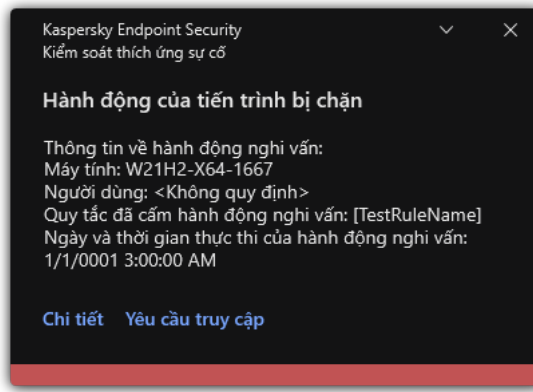 Kaspersky Endpoint Security
Kiểm soát thích ứng sự cố
Hành động của tiến trình bị chặn
Thông tin về hành động nghi vấn:
Máy tính: W21H2-X64-1667
Người dùng: <Không quy định>
Quy tắc đã cấm hành động nghi vấn: [TestRuleName]
Ngày và thời gian thực thi của hành động nghi vấn:
1/1/0001 3:00:00 AM
Chi tiết Yêu cầu truy cập